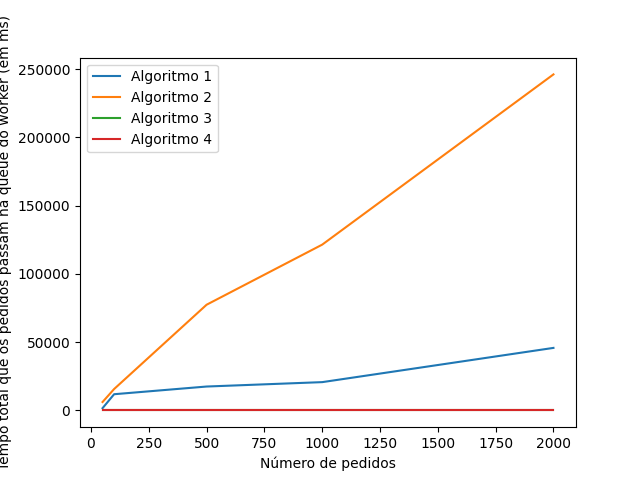 Tempo total que os pedidos passam na queue do worker (em ms)
250000
200000
150000
100000
50000
0
Algoritmo 1
Algoritmo 2
Algoritmo 3
Algoritmo 4
0 250 500 750 1000 1250 1500 1750 2000
Número de pedidos